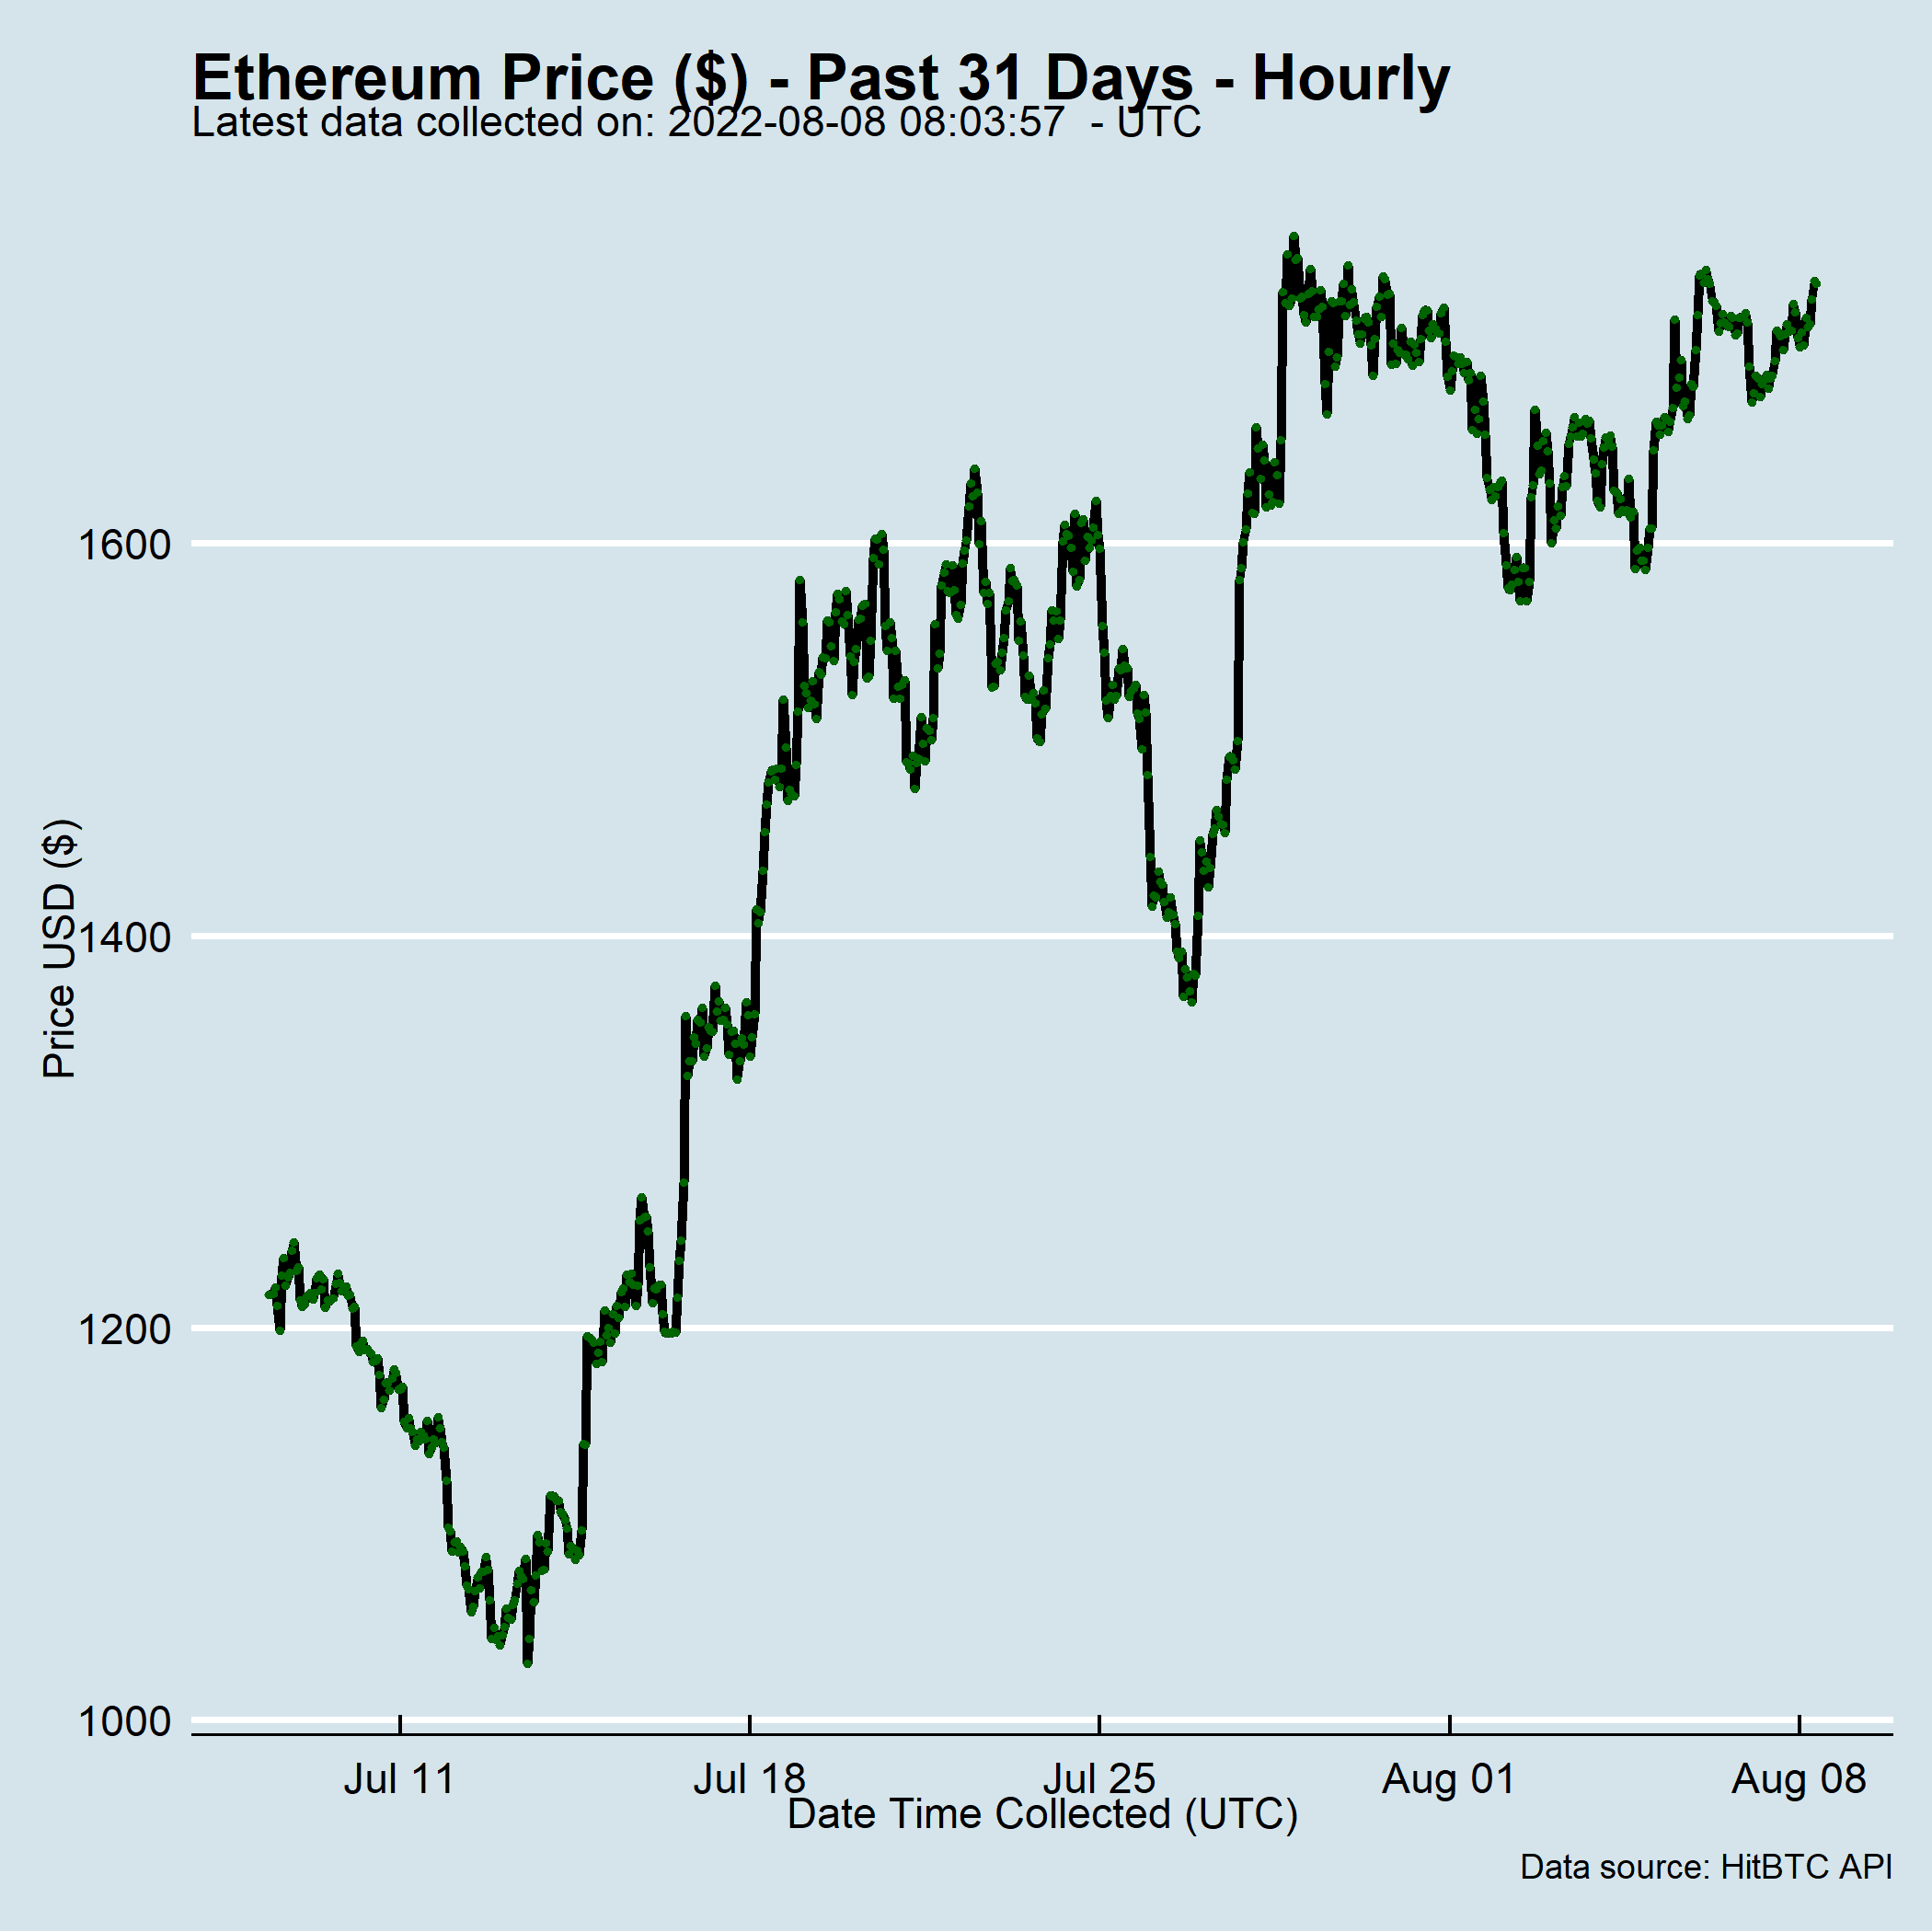 Ethereum Price ($) - Past 31 Days - Hourly
Latest data collected on: 2022-08-08 08:03:57  - UTC
Price USD ($)
1600
1400
1200
1000
Jul 11
Jul 18
Jul 25
Aug 01
Aug 08
Date Time Collected (UTC)
Data source: HitBTC API